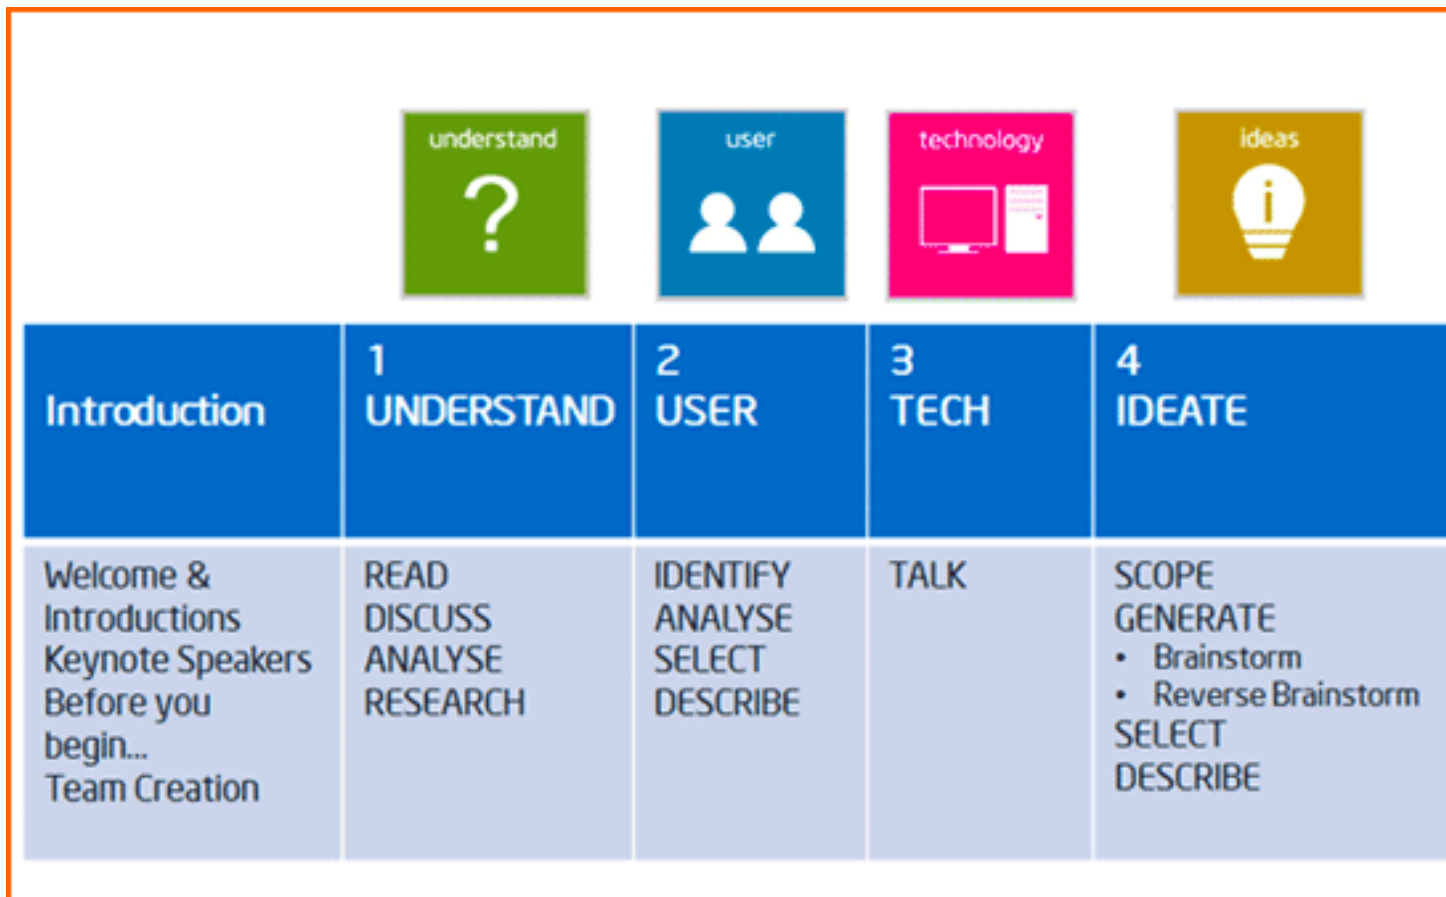 understand
?
user
technology
ideas
i
Introduction
1
UNDERSTAND
2
USER
3
TECH
4
IDEATE
Welcome &
Introductions
Keynote Speakers
Before you
begin...
Team Creation
READ
DISCUSS
ANALYSE
RESEARCH
IDENTIFY
ANALYSE
SELECT
DESCRIBE
TALK
SCOPE
GENERATE
• Brainstorm
• Reverse Brainstorm
SELECT
DESCRIBE